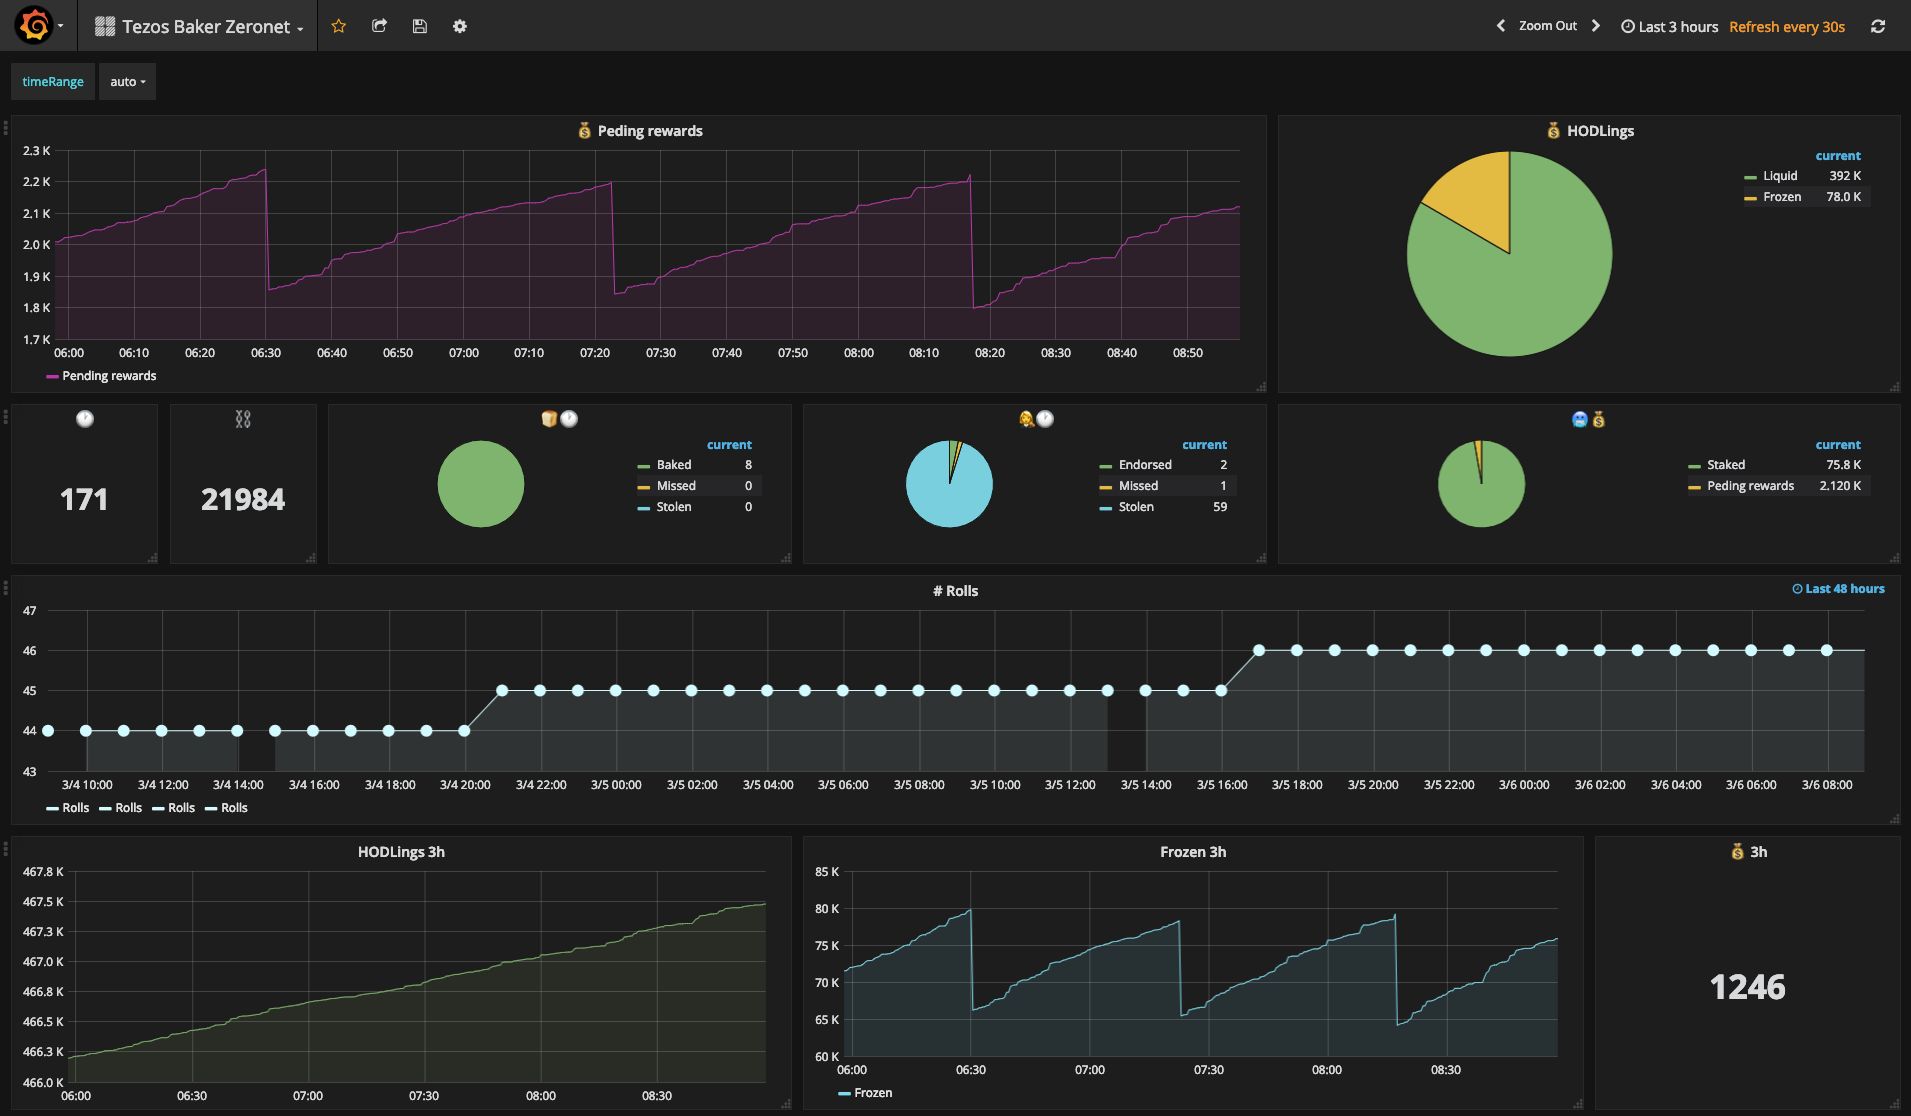 Tezos Baker Zeronet
Zoom Out
Last 3 hours Refresh every 30s
timeRange auto
Peding rewards
2.3 K
2.2 K
2.1 K
2.0 K
1.9 K
1.8 K
1.7 K
06:00 06:10 06:20 06:30 06:40 06:50 07:00 07:10 07:20 07:30 07:40 07:50 08:00 08:10 08:20 08:30 08:40 08:50
Pending rewards
HODLings
current
Liquid 392 K
Frozen 78.0 K
171
21984
current
Baked 8
Missed 0
Stolen 0
current
Endorsed 2
Missed 1
Stolen 59
current
Staked 75.8 K
Peding rewards 2.120 K
# Rolls
Last 48 hours
47
46
45
44
43
3/4 10:00 3/4 12:00 3/4 14:00 3/4 16:00 3/4 18:00 3/4 20:00 3/4 22:00 3/5 00:00 3/5 02:00 3/5 04:00 3/5 06:00 3/5 08:00 3/5 10:00 3/5 12:00 3/5 14:00 3/5 16:00 3/5 18:00 3/5 20:00 3/5 22:00 3/6 00:00 3/6 02:00 3/6 04:00 3/6 06:00 3/6 08:00
Rolls Rolls Rolls Rolls
HODLings 3h
467.8 K
467.5 K
467.3 K
467.0 K
466.8 K
466.5 K
466.3 K
466.0 K
06:00 06:30 07:00 07:30 08:00 08:30
Frozen 3h
85 K
80 K
75 K
70 K
65 K
60 K
06:00 06:30 07:00 07:30 08:00 08:30
Frozen
3h
1246